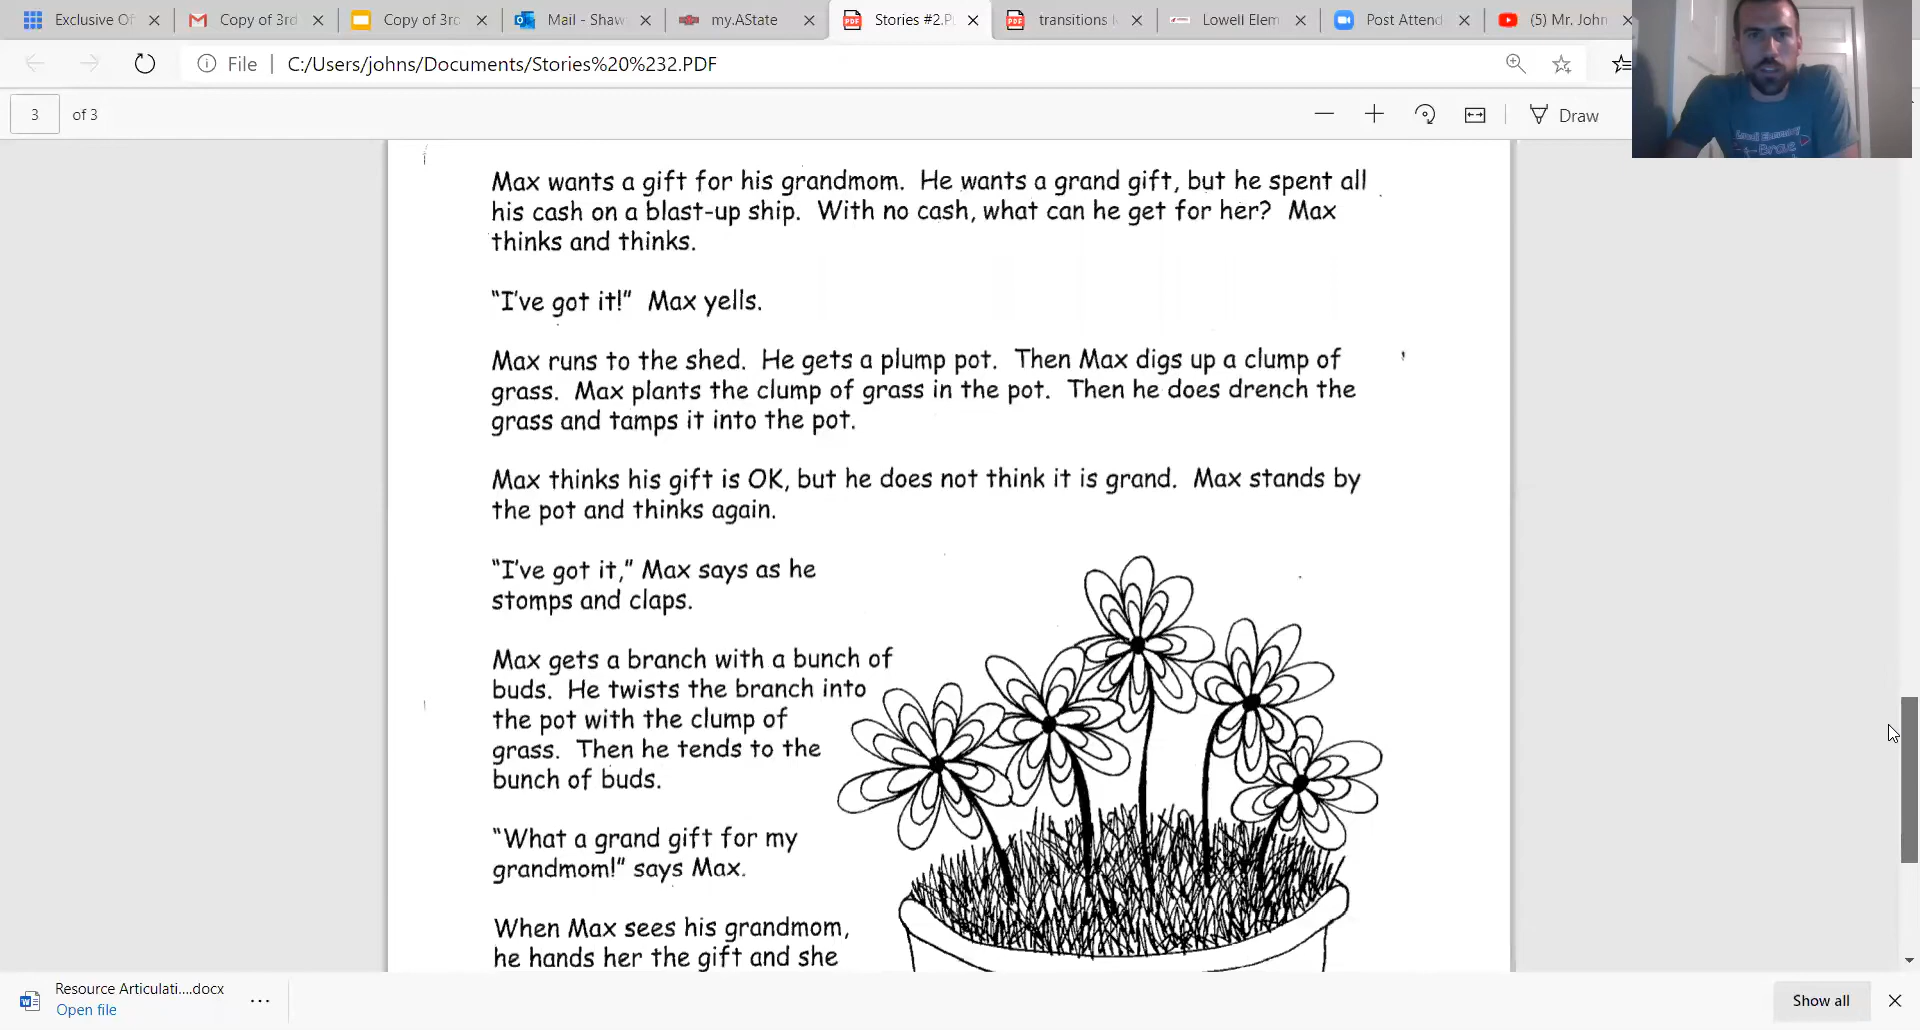 Exclusive Of
Copy of 3rd
Copy of 3rd
Mail - Shaw
my.AState
Stories #2.P
transitions
Lowell Elem
Post Attend
(5) Mr. John
File
C:/Users/johns/Documents/Stories%20%232.PDF
3
of 3
Draw
Lowell Elementary
Brave
Max wants a gift for his grandmom. He wants a grand gift, but he spent all
his cash on a blast-up ship. With no cash, what can he get for her? Max
thinks and thinks.
“I've got it!” Max yells.
Max runs to the shed. He gets a plump pot. Then Max digs up a clump of
grass. Max plants the clump of grass in the pot. Then he does drench the
grass and tamps it into the pot.
Max thinks his gift is OK, but he does not think it is grand. Max stands by
the pot and thinks again.
“I've got it,” Max says as he
stomps and claps.
Max gets a branch with a bunch of
buds. He twists the branch into
the pot with the clump of
grass. Then he tends to the
bunch of buds.
“What a grand gift for my
grandmom!” says Max.
When Max sees his grandmom,
he hands her the gift and she
Resource Articulati....docx
Open file
Show all